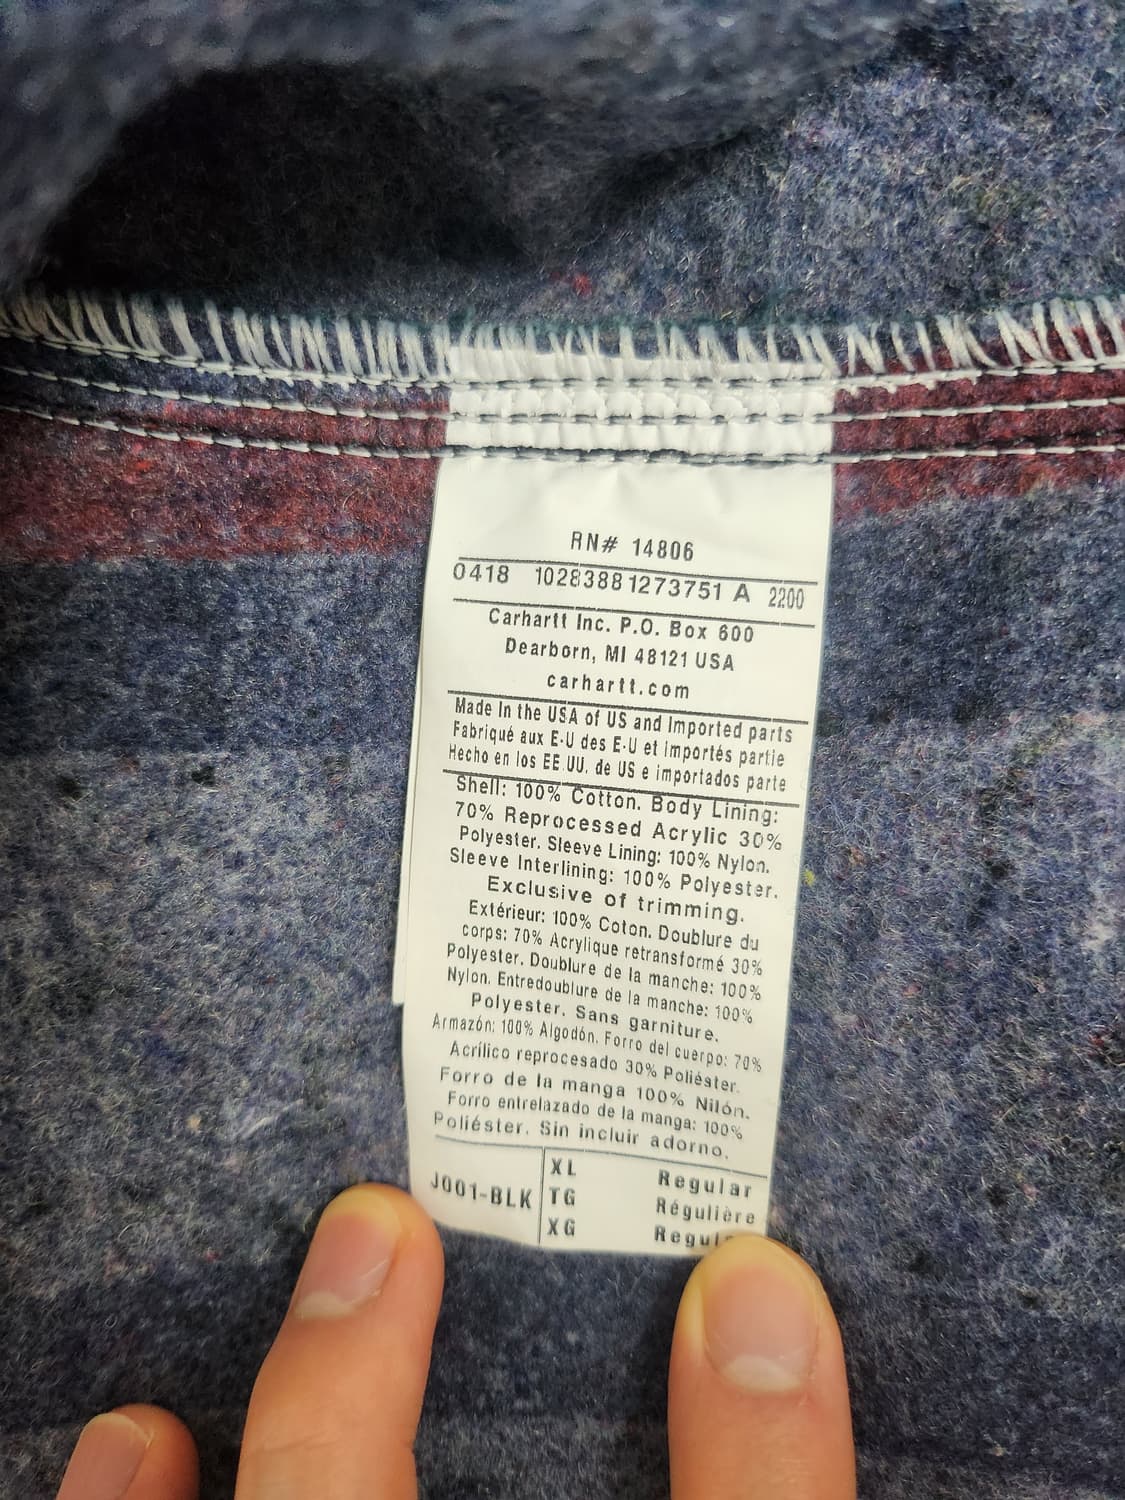 RN# 14806
0418 10283881273751 A 2200
Carhartt Inc. P.O. Box 600
Dearborn, MI 48121 USA
carhartt.com
Made In the USA of US and Imported parts
Fabriqué aux E-U des E-U et importés partie
Hecho en los EE.UU. de US e importados parte
Shell: 100% Cotton. Body Lining:
70% Reprocessed Acrylic 30%
Polyester. Sleeve Lining: 100% Nylon.
Sleeve Interlining: 100% Polyester.
Exclusive of trimming.
Extérieur: 100% Coton. Doublure du
corps: 70% Acrylique retransformé 30%
Polyester. Doublure de la manche: 100%
Nylon. Entredoublure de la manche: 100%
Polyester. Sans garniture.
Armazón: 100% Algodón. Forro del cuerpo: 70%
Acrílico reprocesado 30% Poliéster.
Forro de la manga 100% Nilón.
Forro entrelazado de la manga: 100%
Poliéster. Sin incluir adorno.
J001-BLK
XL Regular
TG Régulière
XG